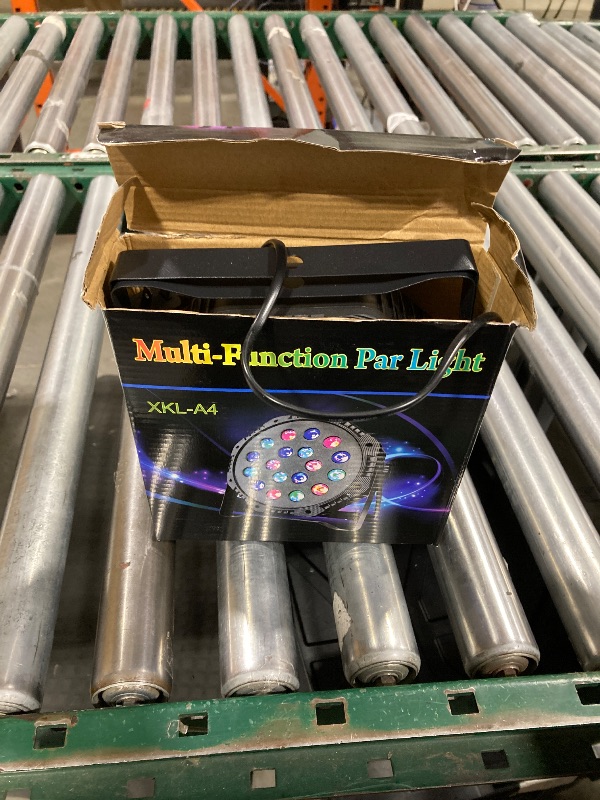 Multi-Function Par Light
XKL-A4